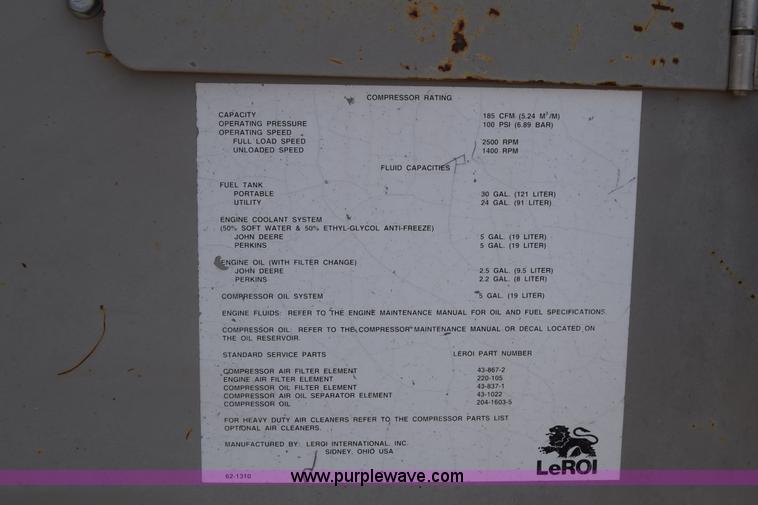 COMPRESSOR RATING
CAPACITY 185 CFM (5.24 M³/M)
OPERATING PRESSURE 100 PSI (6.89 BAR)
OPERATING SPEED
FULL LOAD SPEED 2500 RPM
UNLOADED SPEED 1400 RPM
FLUID CAPACITIES
FUEL TANK
PORTABLE 30 GAL. (121 LITER)
UTILITY 24 GAL. (91 LITER)
ENGINE COOLANT SYSTEM
(50% SOFT WATER & 50% ETHYL-GLYCOL ANTI-FREEZE)
JOHN DEERE 5 GAL. (19 LITER)
PERKINS 5 GAL. (19 LITER)
ENGINE OIL (WITH FILTER CHANGE)
JOHN DEERE 2.5 GAL. (9.5 LITER)
PERKINS 2.2 GAL. (8 LITER)
COMPRESSOR OIL SYSTEM 5 GAL. (19 LITER)
ENGINE FLUIDS: REFER TO THE ENGINE MAINTENANCE MANUAL FOR OIL AND FUEL SPECIFICATIONS.
COMPRESSOR OIL: REFER TO THE COMPRESSOR MAINTENANCE MANUAL OR DECAL LOCATED ON
THE OIL RESERVOIR.
STANDARD SERVICE PARTS LEROI PART NUMBER
COMPRESSOR AIR FILTER ELEMENT 43-867-2
ENGINE AIR FILTER ELEMENT 220-105
COMPRESSOR OIL FILTER ELEMENT 43-837-1
COMPRESSOR AIR OIL SEPARATOR ELEMENT 43-1022
COMPRESSOR OIL 204-1603-5
FOR HEAVY DUTY AIR CLEANERS REFER TO THE COMPRESSOR PARTS LIST
OPTIONAL AIR CLEANERS.
MANUFACTURED BY: LEROI INTERNATIONAL, INC.
SIDNEY, OHIO USA
LeROI
62-1310
www.purplewave.com